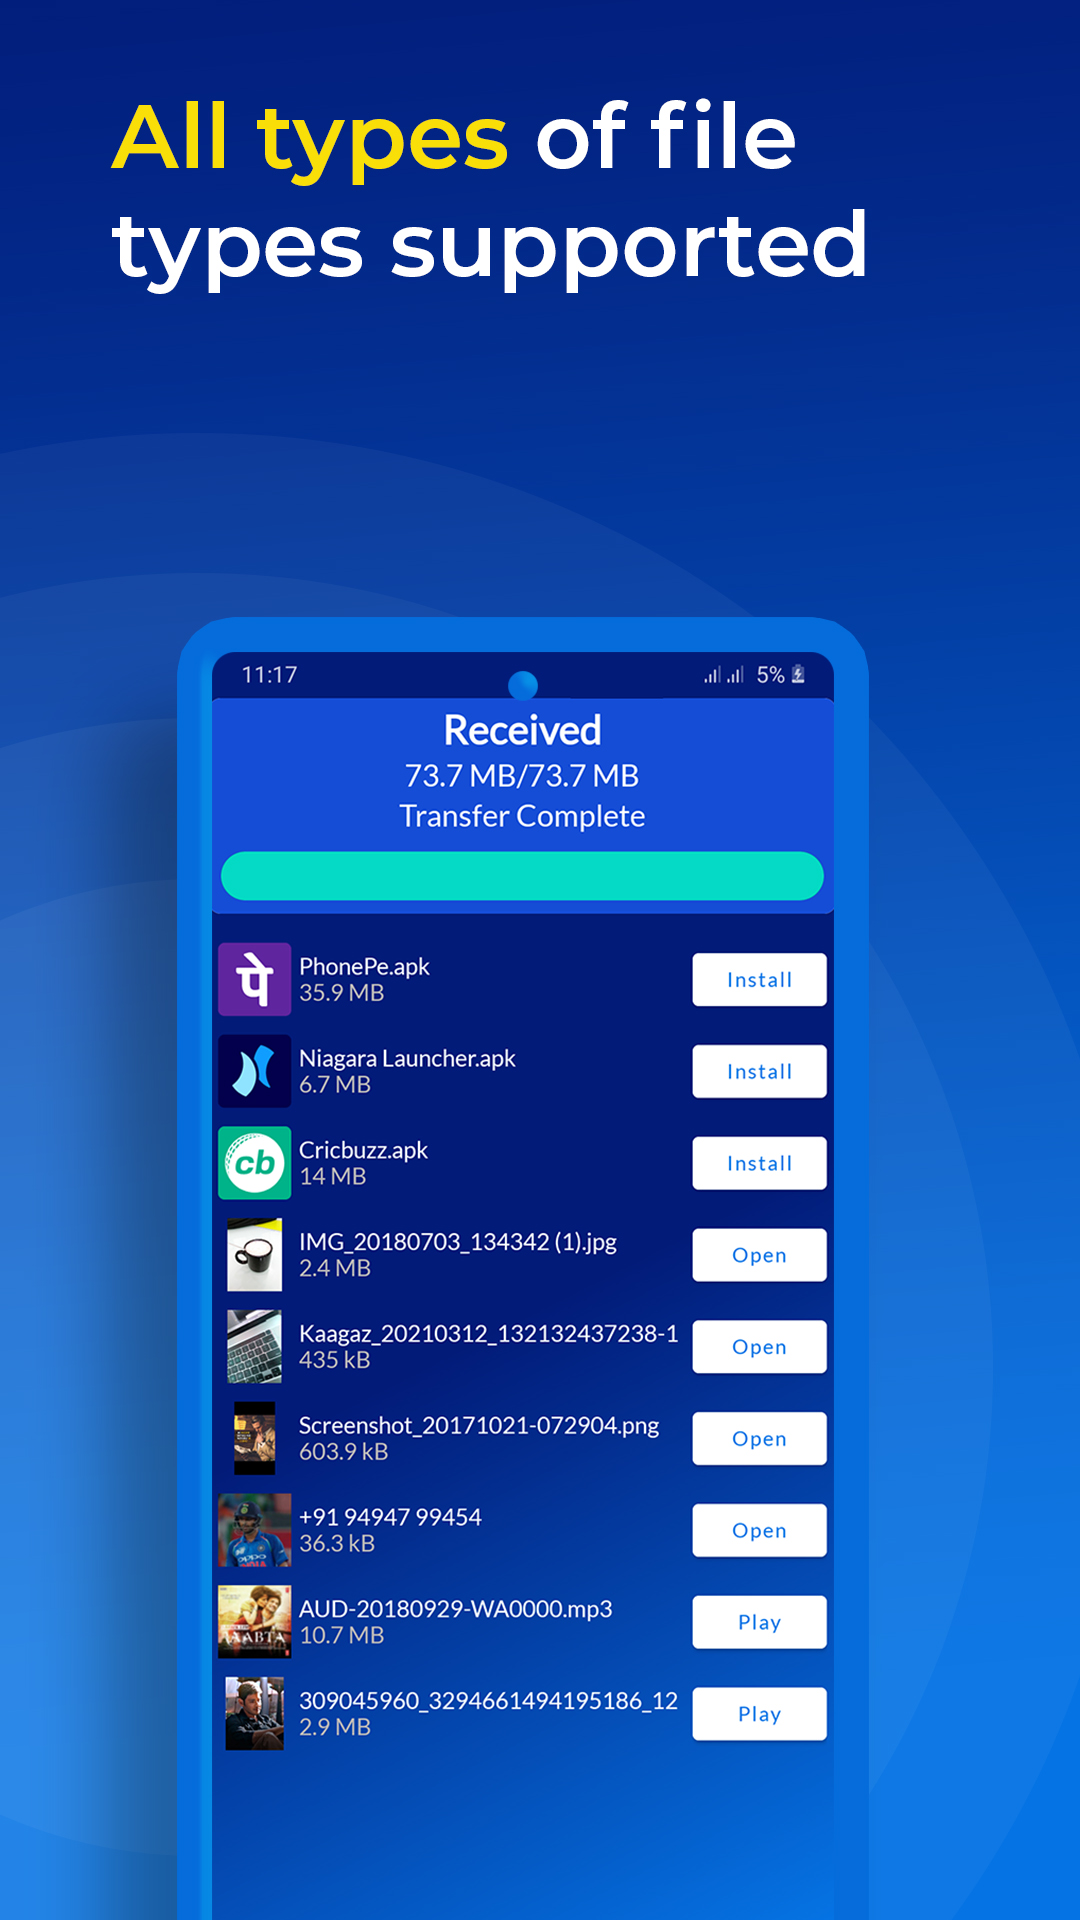 All types of file
types supported
11:17
5%
Received
73.7 MB/73.7 MB
Transfer Complete
पे
PhonePe.apk
35.9 MB
Install
Niagara Launcher.apk
6.7 MB
Install
cb
Cricbuzz.apk
14 MB
Install
IMG_20180703_134342 (1).jpg
2.4 MB
Open
Kaagaz_20210312_132132437238-1
435 kB
Open
Screenshot_20171021-072904.png
603.9 kB
Open
oppo
INDIA
+91 94947 99454
36.3 kB
Open
AUD-20180929-WA0000.mp3
10.7 MB
Play
309045960_3294661494195186_12
2.9 MB
Play